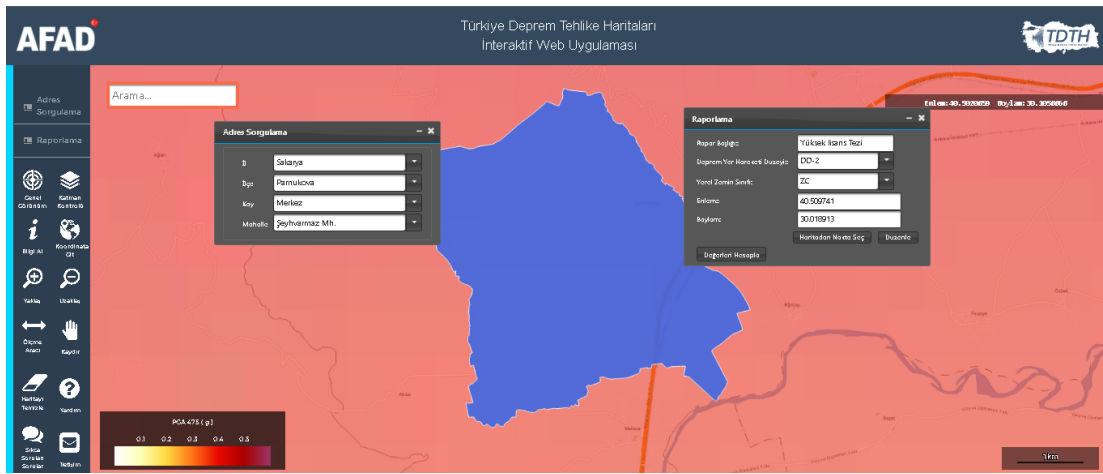 AFAD
Türkiye Deprem Tehlike Haritaları
İnteraktif Web Uygulaması
TDTH
Adres
Sorgulama
Raporlama
Genel
Görünüm
Katman
Kontrolü
Bilgi Al
Koordinata
Git
Yaklaş
Uzaklaş
Ölçme
Aracı
Kaydır
Haritayı
Temizle
Yardım
Sıkça
Sorulan
Sorular
İletişim
Arama...
Adres Sorgulama
İl
Sakarya
İlçe
Pamukova
Köy
Merkez
Mahalle
Şeyhvarmaz Mh.
Raporlama
Rapor Başlığı:
Yüksek lisans Tezi
Deprem Yer Hareketi Düzeyi:
DD-2
Yerel Zemin Sınıfı:
ZC
Enlem:
40.509741
Boylam:
30.018913
Haritadan Nokta Seç
Düzenle
Değerleri Hesapla
PGA 475 ( g )
0.1 0.2 0.3 0.4 0.5
1km